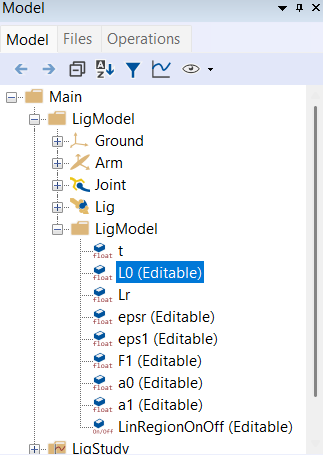 Model
Model Files Operations
A
Z
Main
LigModel
Ground
Arm
Joint
Lig
LigModel
float t
float L0 (Editable)
float Lr
float epsr (Editable)
float eps1 (Editable)
float F1 (Editable)
float a0 (Editable)
float a1 (Editable)
On/Off LinRegionOnOff (Editable)
LigStudy